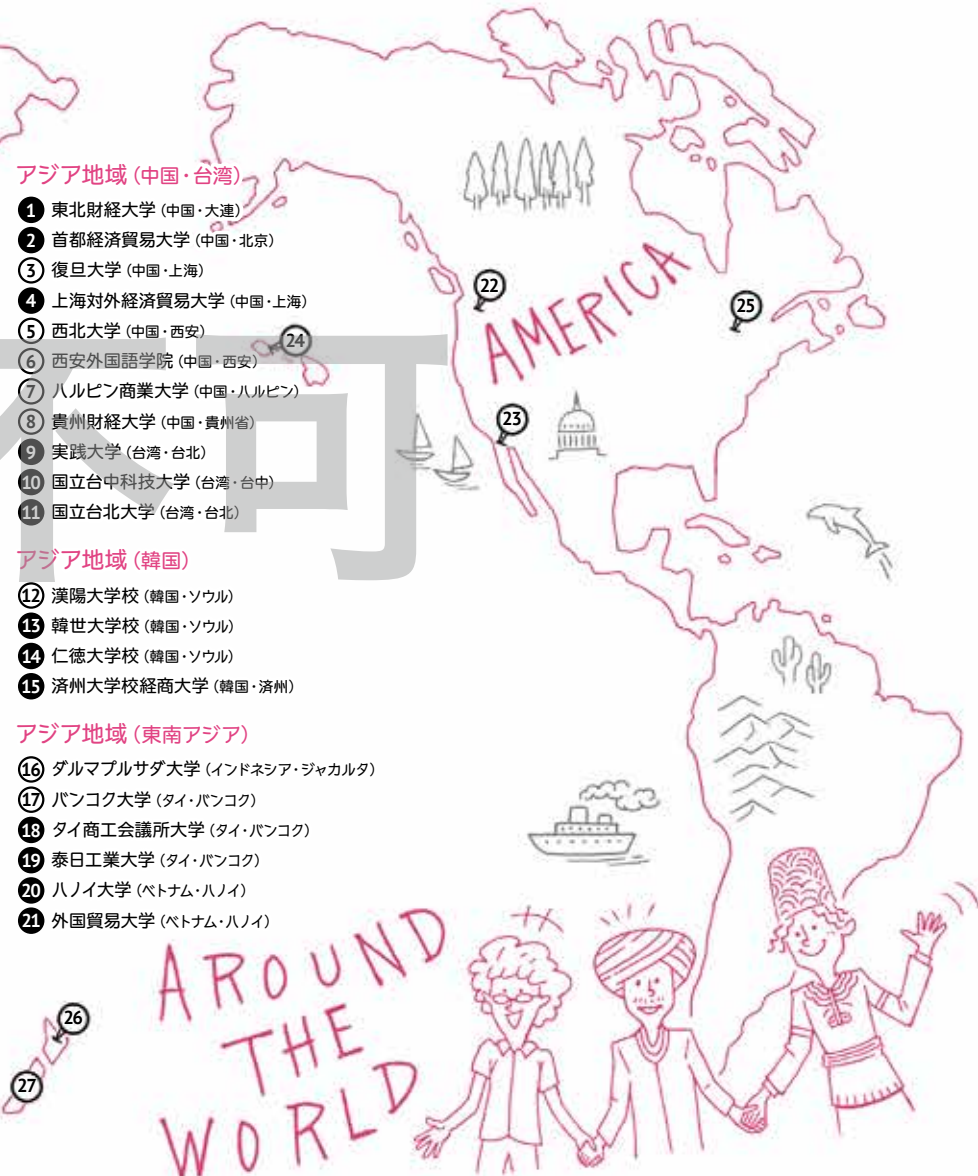 アジア地域（中国・台湾）
1 東北財経大学（中国・大連）
2 首都経済貿易大学（中国・北京）
3 復旦大学（中国・上海）
4 上海対外経済貿易大学（中国・上海）
5 西北大学（中国・西安）
6 西安外国語学院（中国・西安）
7 ハルピン商業大学（中国・ハルピン）
8 貴州財経大学（中国・貴州省）
9 実践大学（台湾・台北）
10 国立台中科技大学（台湾・台中）
11 国立台北大学（台湾・台北）
アジア地域（韓国）
12 漢陽大学校（韓国・ソウル）
13 韓世大学校（韓国・ソウル）
14 仁徳大学校（韓国・ソウル）
15 済州大学校経商大学（韓国・済州）
アジア地域（東南アジア）
16 ダルマプルサダ大学（インドネシア・ジャカルタ）
17 バンコク大学（タイ・バンコク）
18 タイ商工会議所大学（タイ・バンコク）
19 泰日工業大学（タイ・バンコク）
20 ハノイ大学（ベトナム・ハノイ）
21 外国貿易大学（ベトナム・ハノイ）
22
AMERICA
25
24
23
不可
AROUND
THE
WORLD
26
27